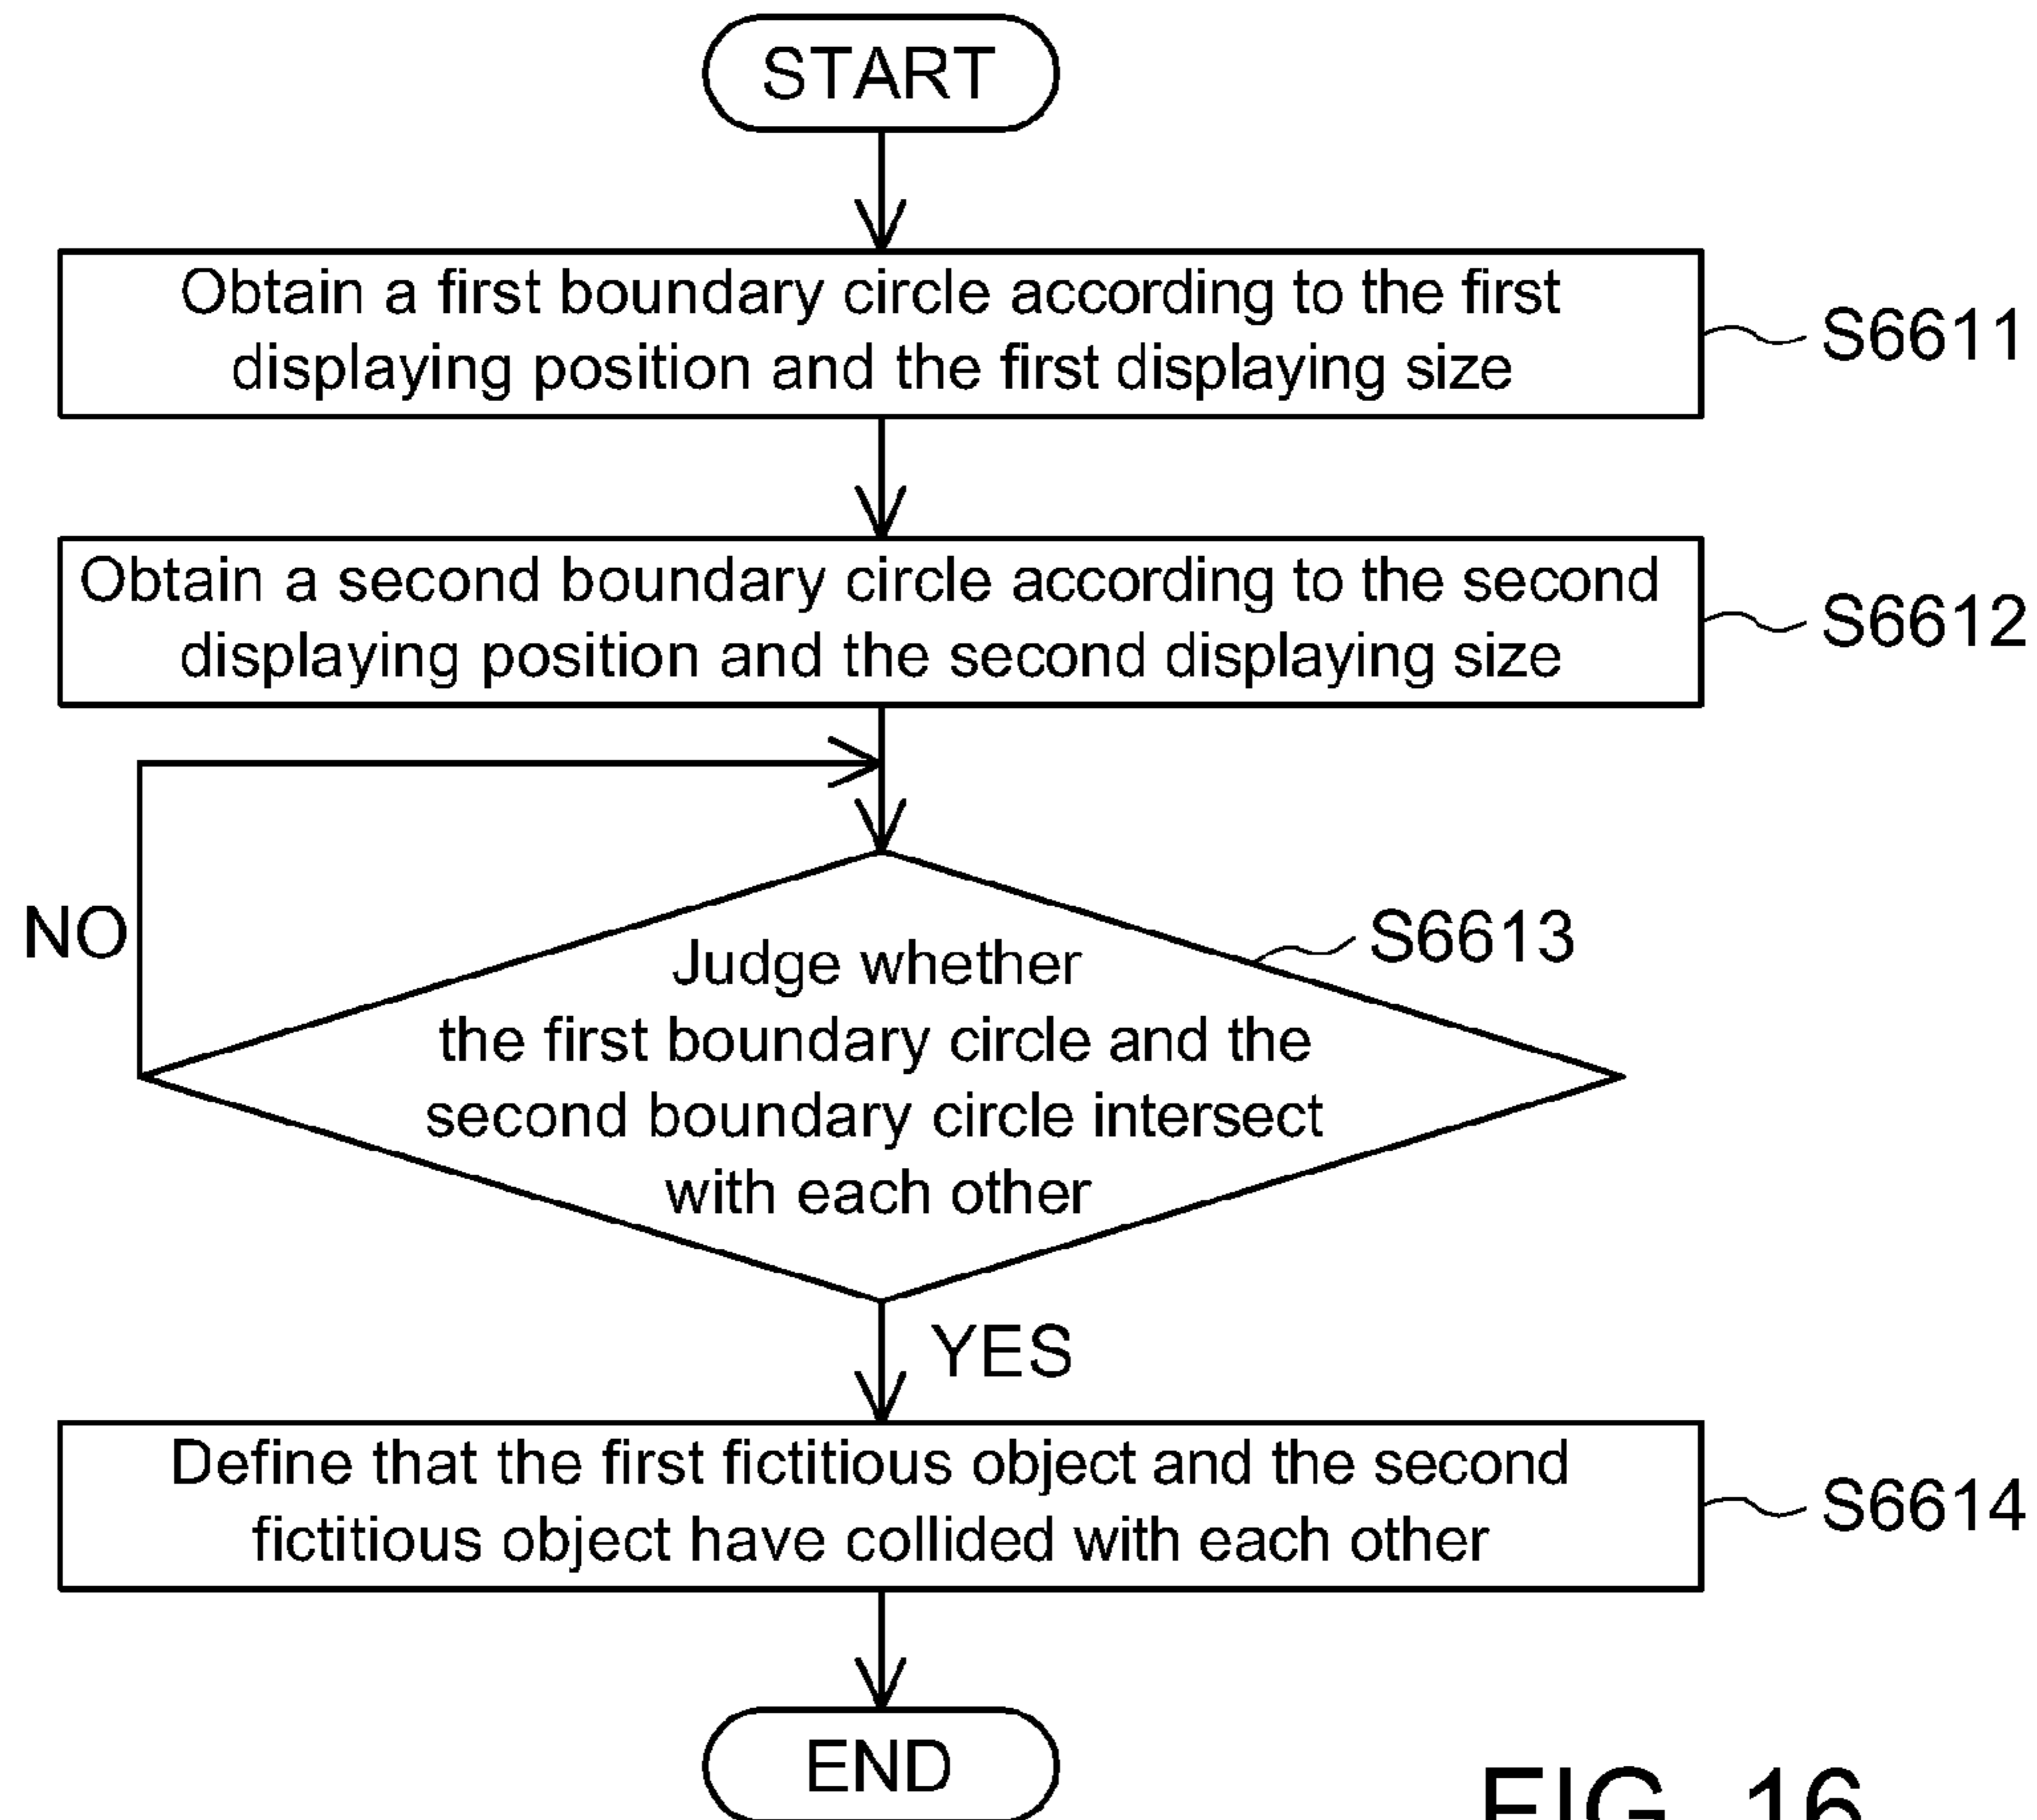 START
Obtain a first boundary circle according to the first
displaying position and the first displaying size
S6611
Obtain a second boundary circle according to the second
displaying position and the second displaying size
S6612
NO
Judge whether
the first boundary circle and the
second boundary circle intersect
with each other
S6613
YES
Define that the first fictitious object and the second
fictitious object have collided with each other
S6614
END
FIG. 16